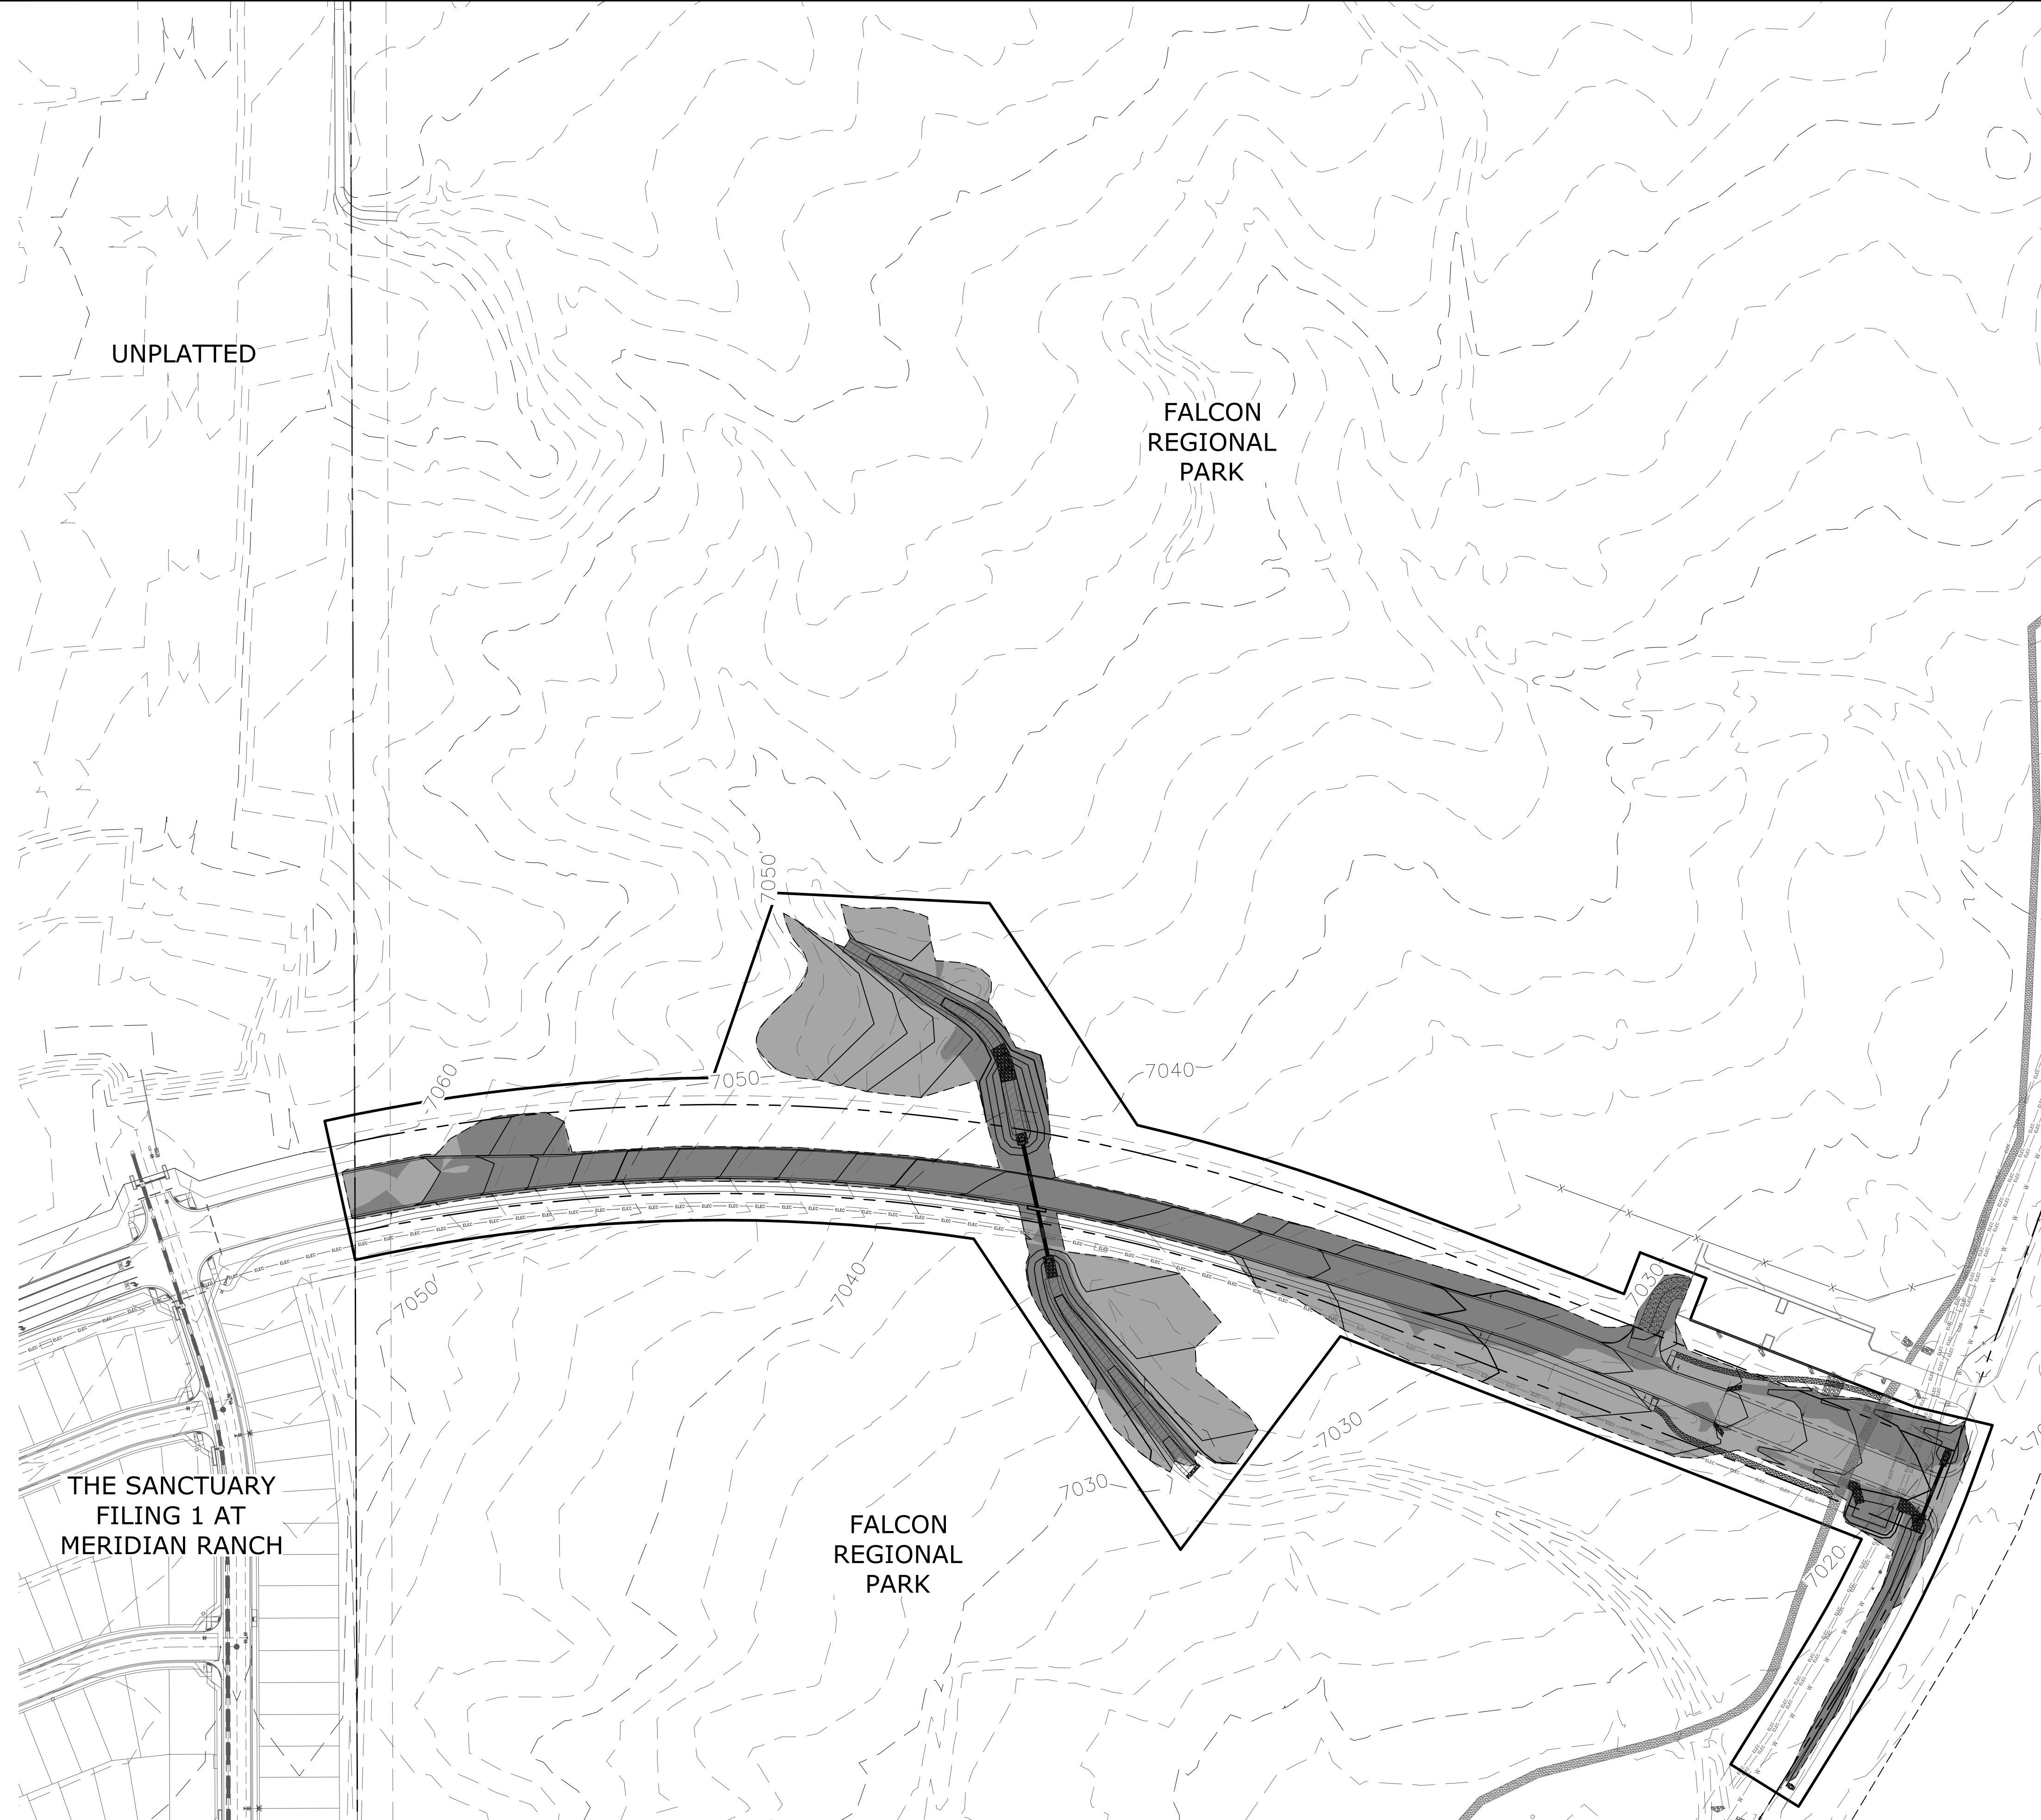 UNPLATTED
FALCON
REGIONAL
PARK
7050
7060
7050
7040
7050
7040
7030
ELEC
7030
7030
THE SANCTUARY
FILING 1 AT
MERIDIAN RANCH
FALCON
REGIONAL
PARK
7020
W